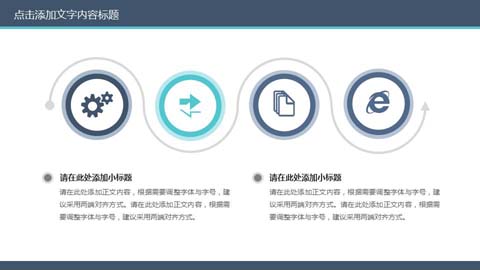 点击添加文字内容标题
请在此处添加小标题
请在此处添加正文内容，根据需要调整字体与字号，建
议采用两端对齐方式。请在此处添加正文内容，根据需
要调整字体与字号，建议采用两端对齐方式。
请在此处添加小标题
请在此处添加正文内容，根据需要调整字体与字号，建
议采用两端对齐方式。请在此处添加正文内容，根据需
要调整字体与字号，建议采用两端对齐方式。